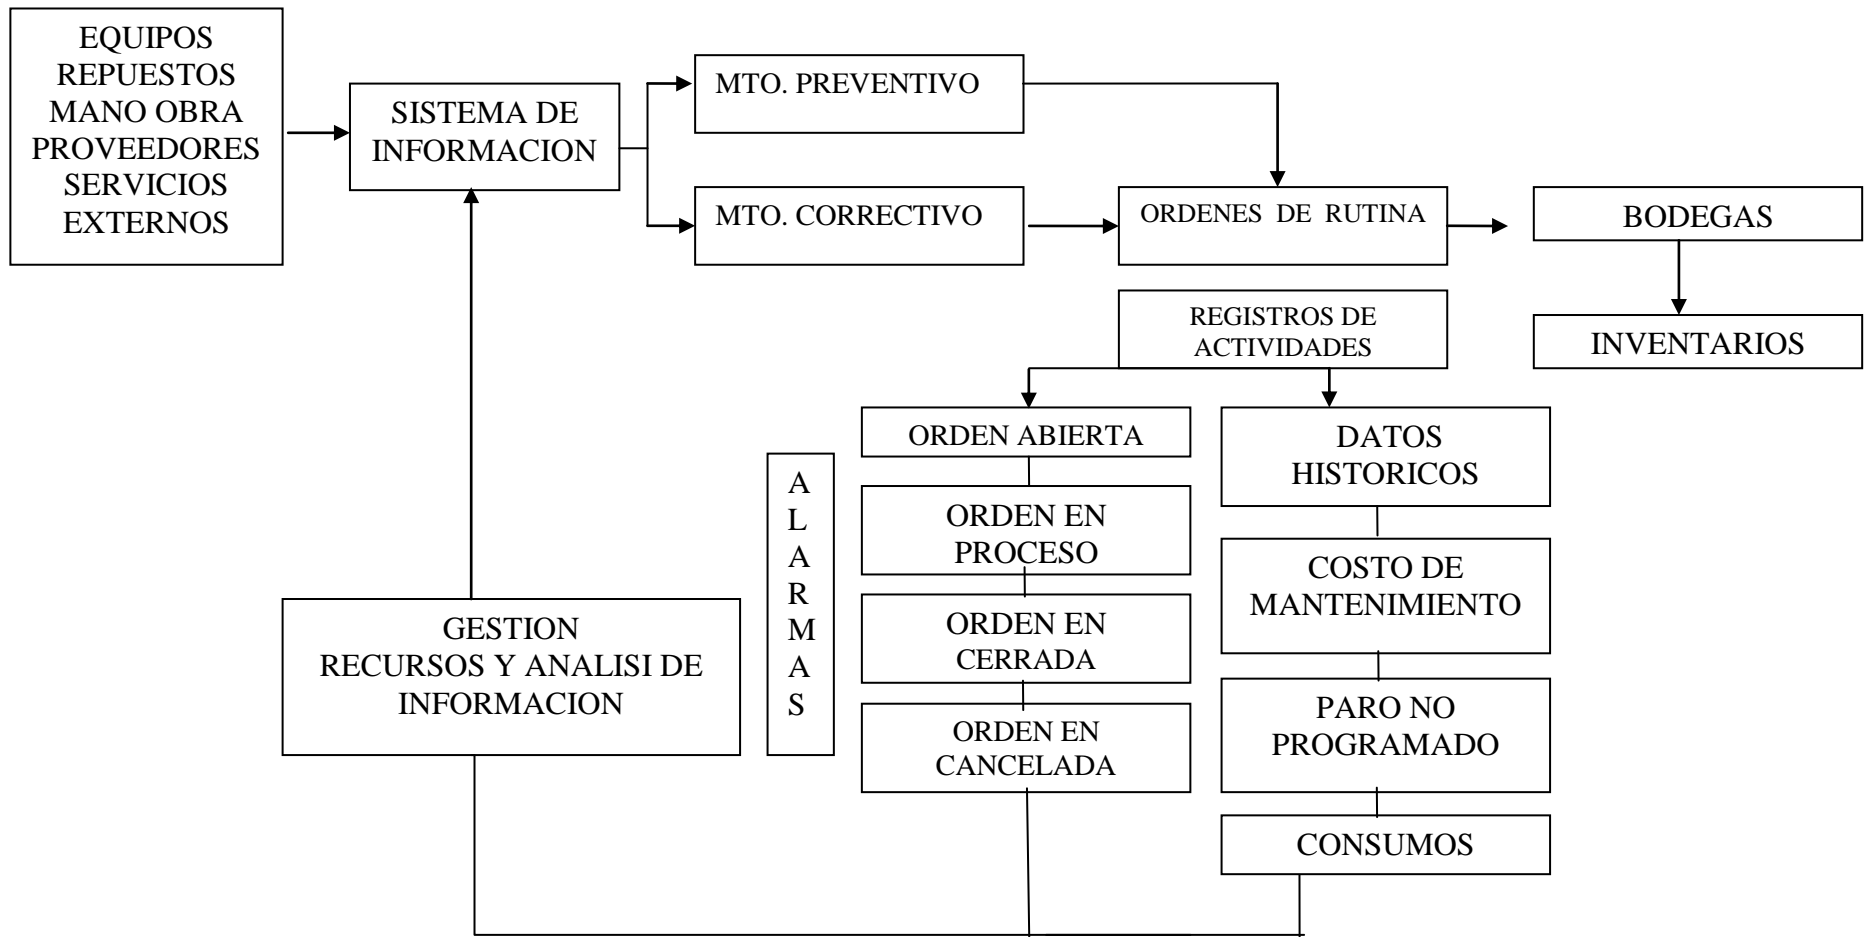 EQUIPOS
REPUESTOS
MANO OBRA
PROVEEDORES
SERVICIOS
EXTERNOS
SISTEMA DE
INFORMACION
MTO. PREVENTIVO
MTO. CORRECTIVO
ORDENES DE RUTINA
BODEGAS
INVENTARIOS
REGISTROS DE
ACTIVIDADES
ORDEN ABIERTA
ORDEN EN
PROCESO
ORDEN EN
CERRADA
ORDEN EN
CANCELADA
DATOS
HISTORICOS
COSTO DE
MANTENIMIENTO
PARO NO
PROGRAMADO
CONSUMOS
A
L
A
R
M
A
S
GESTION
RECURSOS Y ANALISI DE
INFORMACION